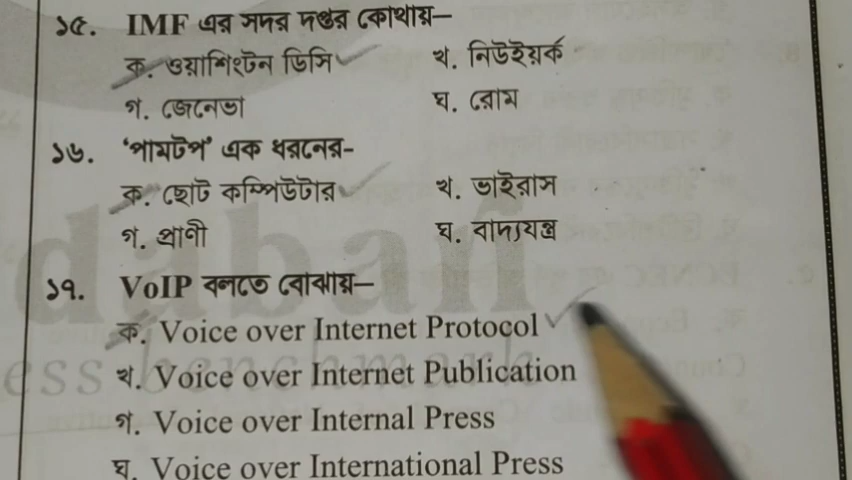 ১৫. IMF এর সদর দপ্তর কোথায়–
ক. ওয়াশিংটন ডিসি খ. নিউইয়র্ক
গ. জেনেভা ঘ. রোম
১৬. ‘পামটপ’ এক ধরনের-
ক. ছোট কম্পিউটার খ. ভাইরাস
গ. প্রাণী ঘ. বাদ্যযন্ত্র
১৭. VoIP বলতে বোঝায়–
ক. Voice over Internet Protocol
খ. Voice over Internet Publication
গ. Voice over Internal Press
ঘ. Voice over International Press